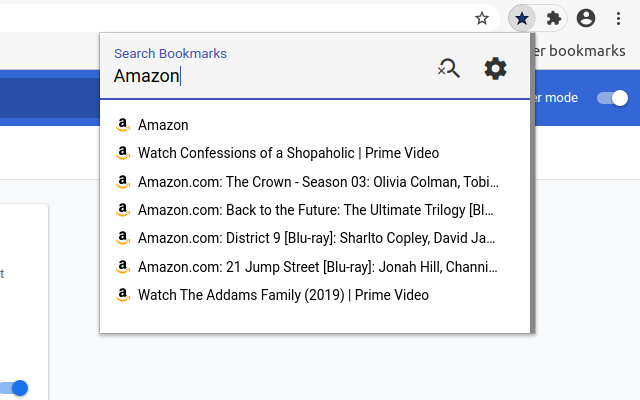 er bookmarks
Search Bookmarks
Amazon
er mode
Amazon
Watch Confessions of a Shopaholic | Prime Video
Amazon.com: The Crown - Season 03: Olivia Colman, Tobi...
Amazon.com: Back to the Future: The Ultimate Trilogy [Bl...
Amazon.com: District 9 [Blu-ray]: Sharlto Copley, David Ja...
Amazon.com: 21 Jump Street [Blu-ray]: Jonah Hill, Channi...
Watch The Addams Family (2019) | Prime Video
t